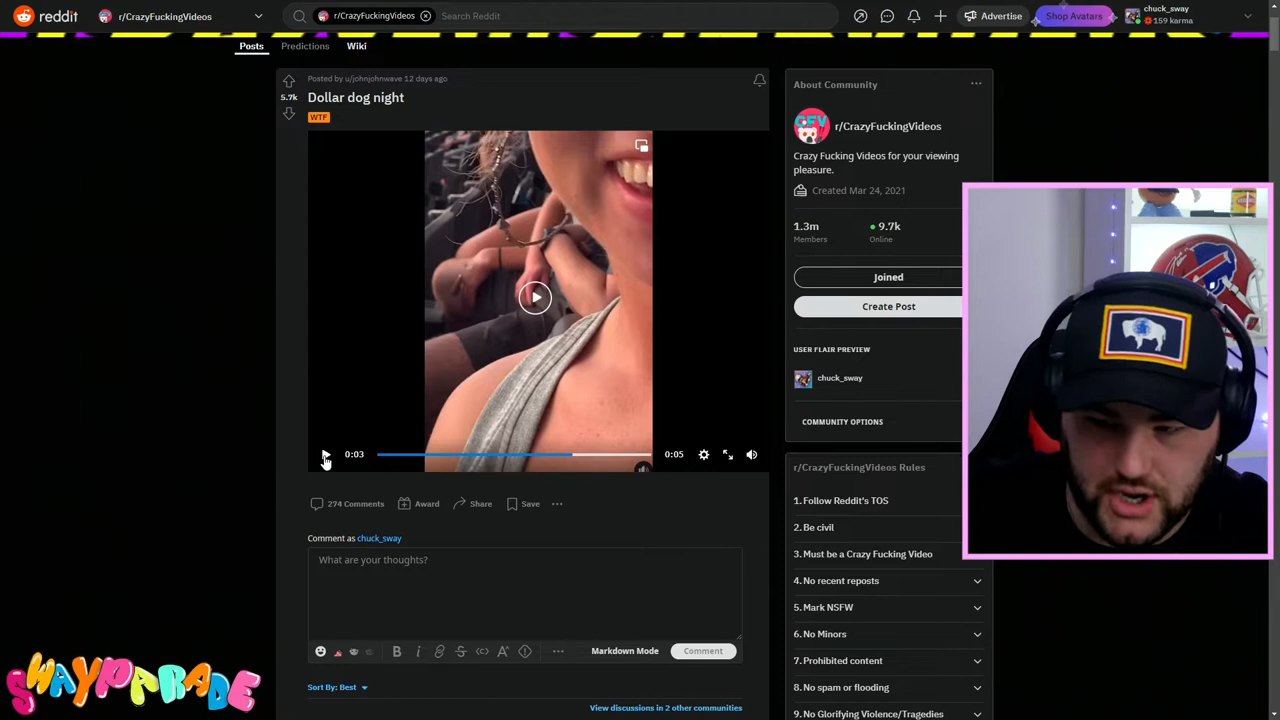 reddit
r/CrazyFuckingVideos
r/CrazyFuckingVideos
Search Reddit
Advertise
Shop Avatars
chuck_sway
159 karma
Posts
Predictions
Wiki
5.7k
Posted by u/johnjohnwave 12 days ago
Dollar dog night
WTF
0:03
0:05
274 Comments
Award
Share
Save
Comment as chuck_sway
What are your thoughts?
B
i
Markdown Mode
Comment
Sort By: Best
View discussions in 2 other communities
About Community
CFV
r/CrazyFuckingVideos
Crazy Fucking Videos for your viewing
pleasure.
Created Mar 24, 2021
1.3m
9.7k
Members
Online
Joined
Create Post
USER FLAIR PREVIEW
chuck_sway
COMMUNITY OPTIONS
r/CrazyFuckingVideos Rules
1. Follow Reddit's TOS
2. Be civil
3. Must be a Crazy Fucking Video
4. No recent reposts
5. Mark NSFW
6. No Minors
7. Prohibited content
8. No spam or flooding
9. No Glorifying Violence/Tragedies
SWAYPARADE